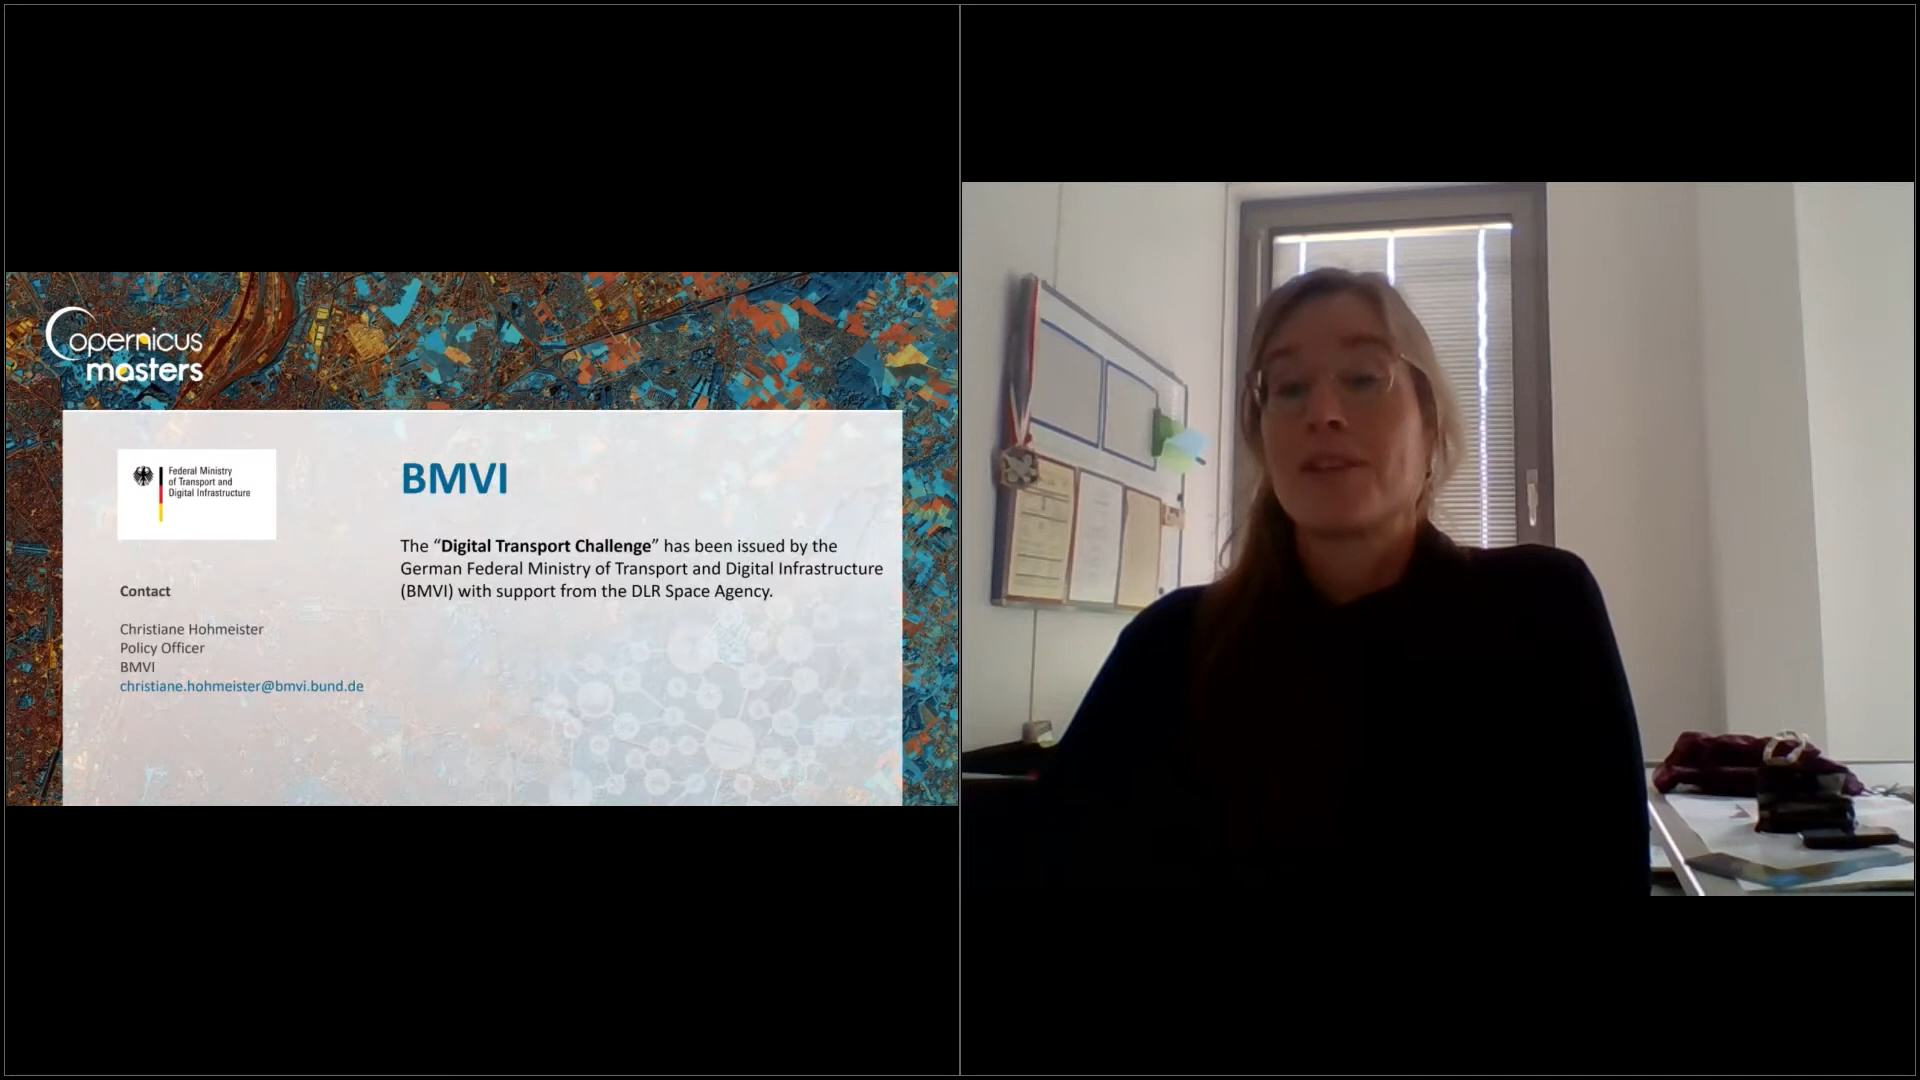 Copernicus
masters
Federal Ministry
of Transport and
Digital Infrastructure
BMVI
The “Digital Transport Challenge” has been issued by the
German Federal Ministry of Transport and Digital Infrastructure
(BMVI) with support from the DLR Space Agency.
Contact
Christiane Hohmeister
Policy Officer
BMVI
christiane.hohmeister@bmvi.bund.de